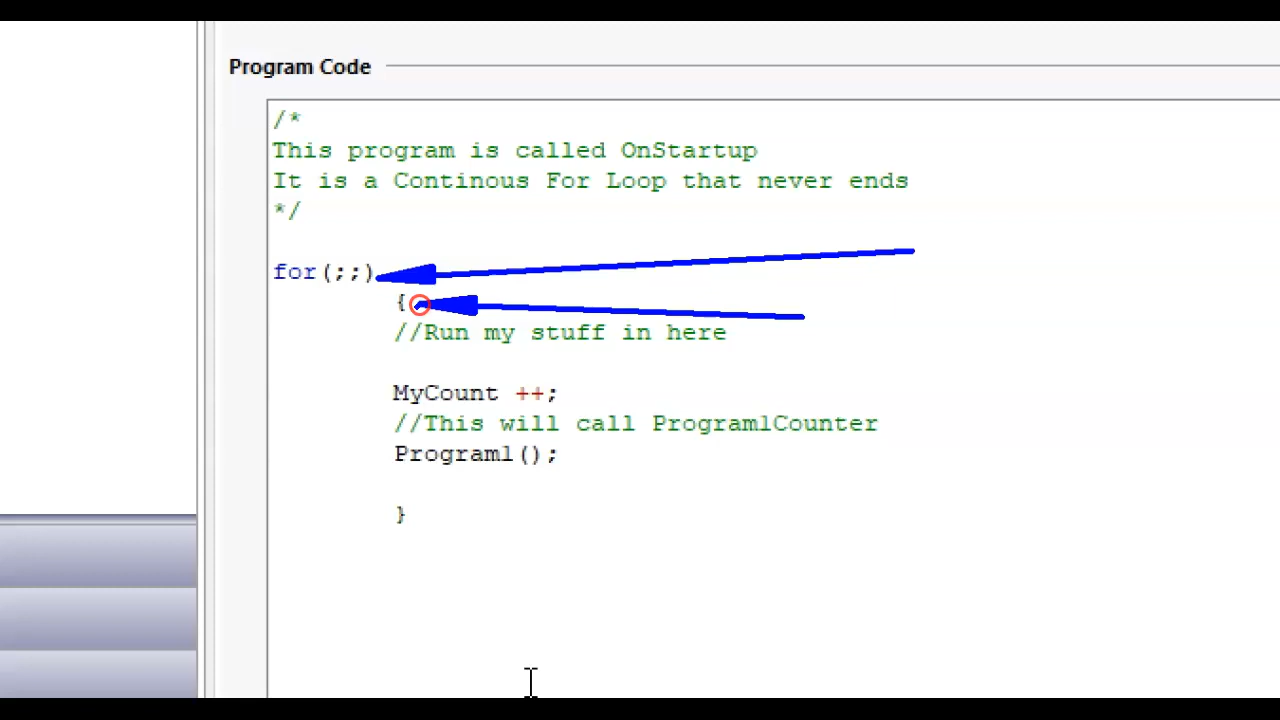 Program Code
/*
This program is called OnStartup
It is a Continous For Loop that never ends
*/
for(;;)
{
//Run my stuff in here
MyCount ++;
//This will call Program1Counter
Program1();
}